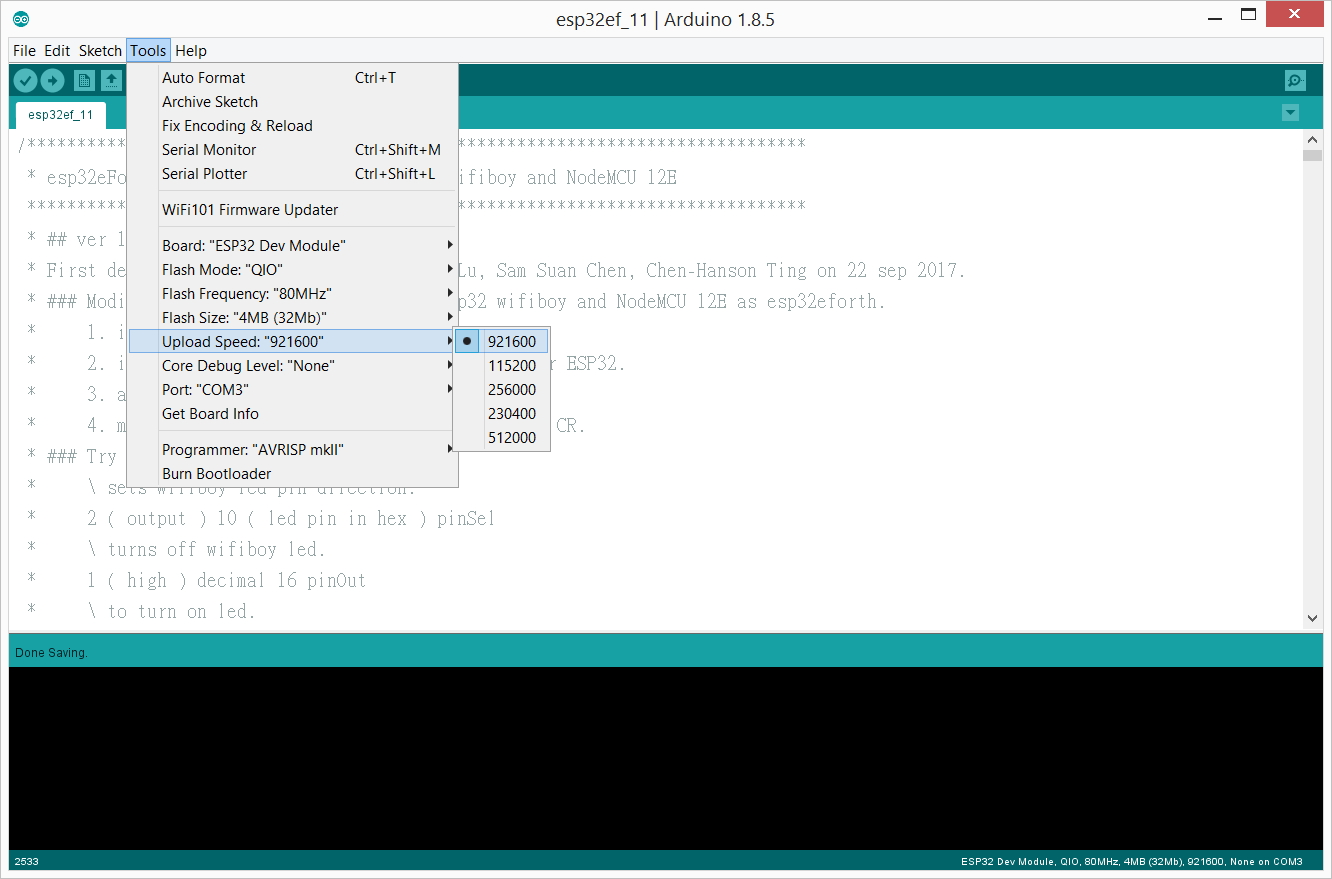 esp32ef_11 | Arduino 1.8.5
File Edit Sketch Tools Help
esp32ef_11
Auto Format Ctrl+T
Archive Sketch
Fix Encoding & Reload
Serial Monitor Ctrl+Shift+M
Serial Plotter Ctrl+Shift+L
WiFi101 Firmware Updater
Board: "ESP32 Dev Module"
Flash Mode: "QIO"
Flash Frequency: "80MHz"
Flash Size: "4MB (32Mb)"
Upload Speed: "921600"
Core Debug Level: "None"
Port: "COM3"
Get Board Info
Programmer: "AVRISP mkII"
Burn Bootloader
921600
115200
256000
230400
512000
* and NodeMCU 12E
* ## ver
* First Lu, Sam Suan Chen, Chen-Hanson Ting on 22 sep 2017.
* ### wifiboy and NodeMCU 12E as esp32eforth.
* 1.
* 2. ESP32.
* 3.
* 4. CR.
* ### Try
* \ sets wifiboy led pin direction.
* 2 ( output ) 10 ( led pin in hex ) pinSel
* \ turns off wifiboy led.
* 1 ( high ) decimal 16 pinOut
* \ to turn on led.
Done Saving.
2533 ESP32 Dev Module, QIO, 80MHz, 4MB (32Mb), 921600, None on COM3